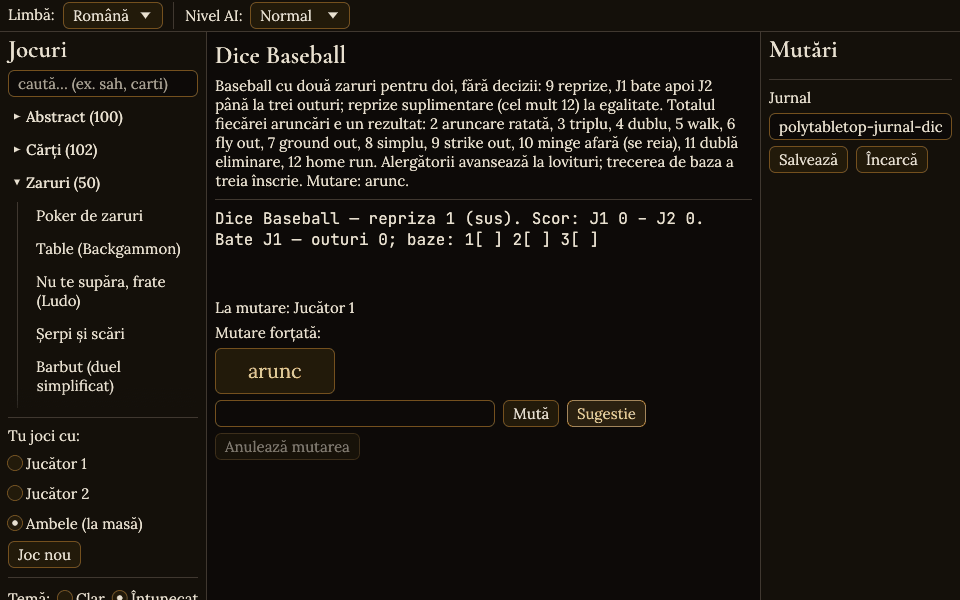 Limbă: Română Nivel AI: Normal
Jocuri
caută... (ex. sah, carti)
Abstract (100)
Cărți (102)
Zaruri (50)
Poker de zaruri
Table (Backgammon)
Nu te supăra, frate
(Ludo)
Șerpi și scări
Barbut (duel
simplificat)
Tu joci cu:
Jucător 1
Jucător 2
Ambele (la masă)
Joc nou
Temă: Clar Întunecat
Dice Baseball
Baseball cu două zaruri pentru doi, fără decizii: 9 reprize, J1 bate apoi J2
până la trei outuri; reprize suplimentare (cel mult 12) la egalitate. Totalul
fiecărei aruncări e un rezultat: 2 aruncare ratată, 3 triplu, 4 dublu, 5 walk, 6
fly out, 7 ground out, 8 simplu, 9 strike out, 10 minge afară (se reia), 11 dublă
eliminare, 12 home run. Alergătorii avansează la lovituri; trecerea de baza a
treia înscrie. Mutare: arunc.
Dice Baseball — repriza 1 (sus). Scor: J1 0 – J2 0.
Bate J1 — outuri 0; baze: 1[ ] 2[ ] 3[ ]
La mutare: Jucător 1
Mutare forțată:
arunc
Mută Sugestie
Anulează mutarea
Mutări
Jurnal
polytabletop-jurnal-dic
Salvează Încarcă